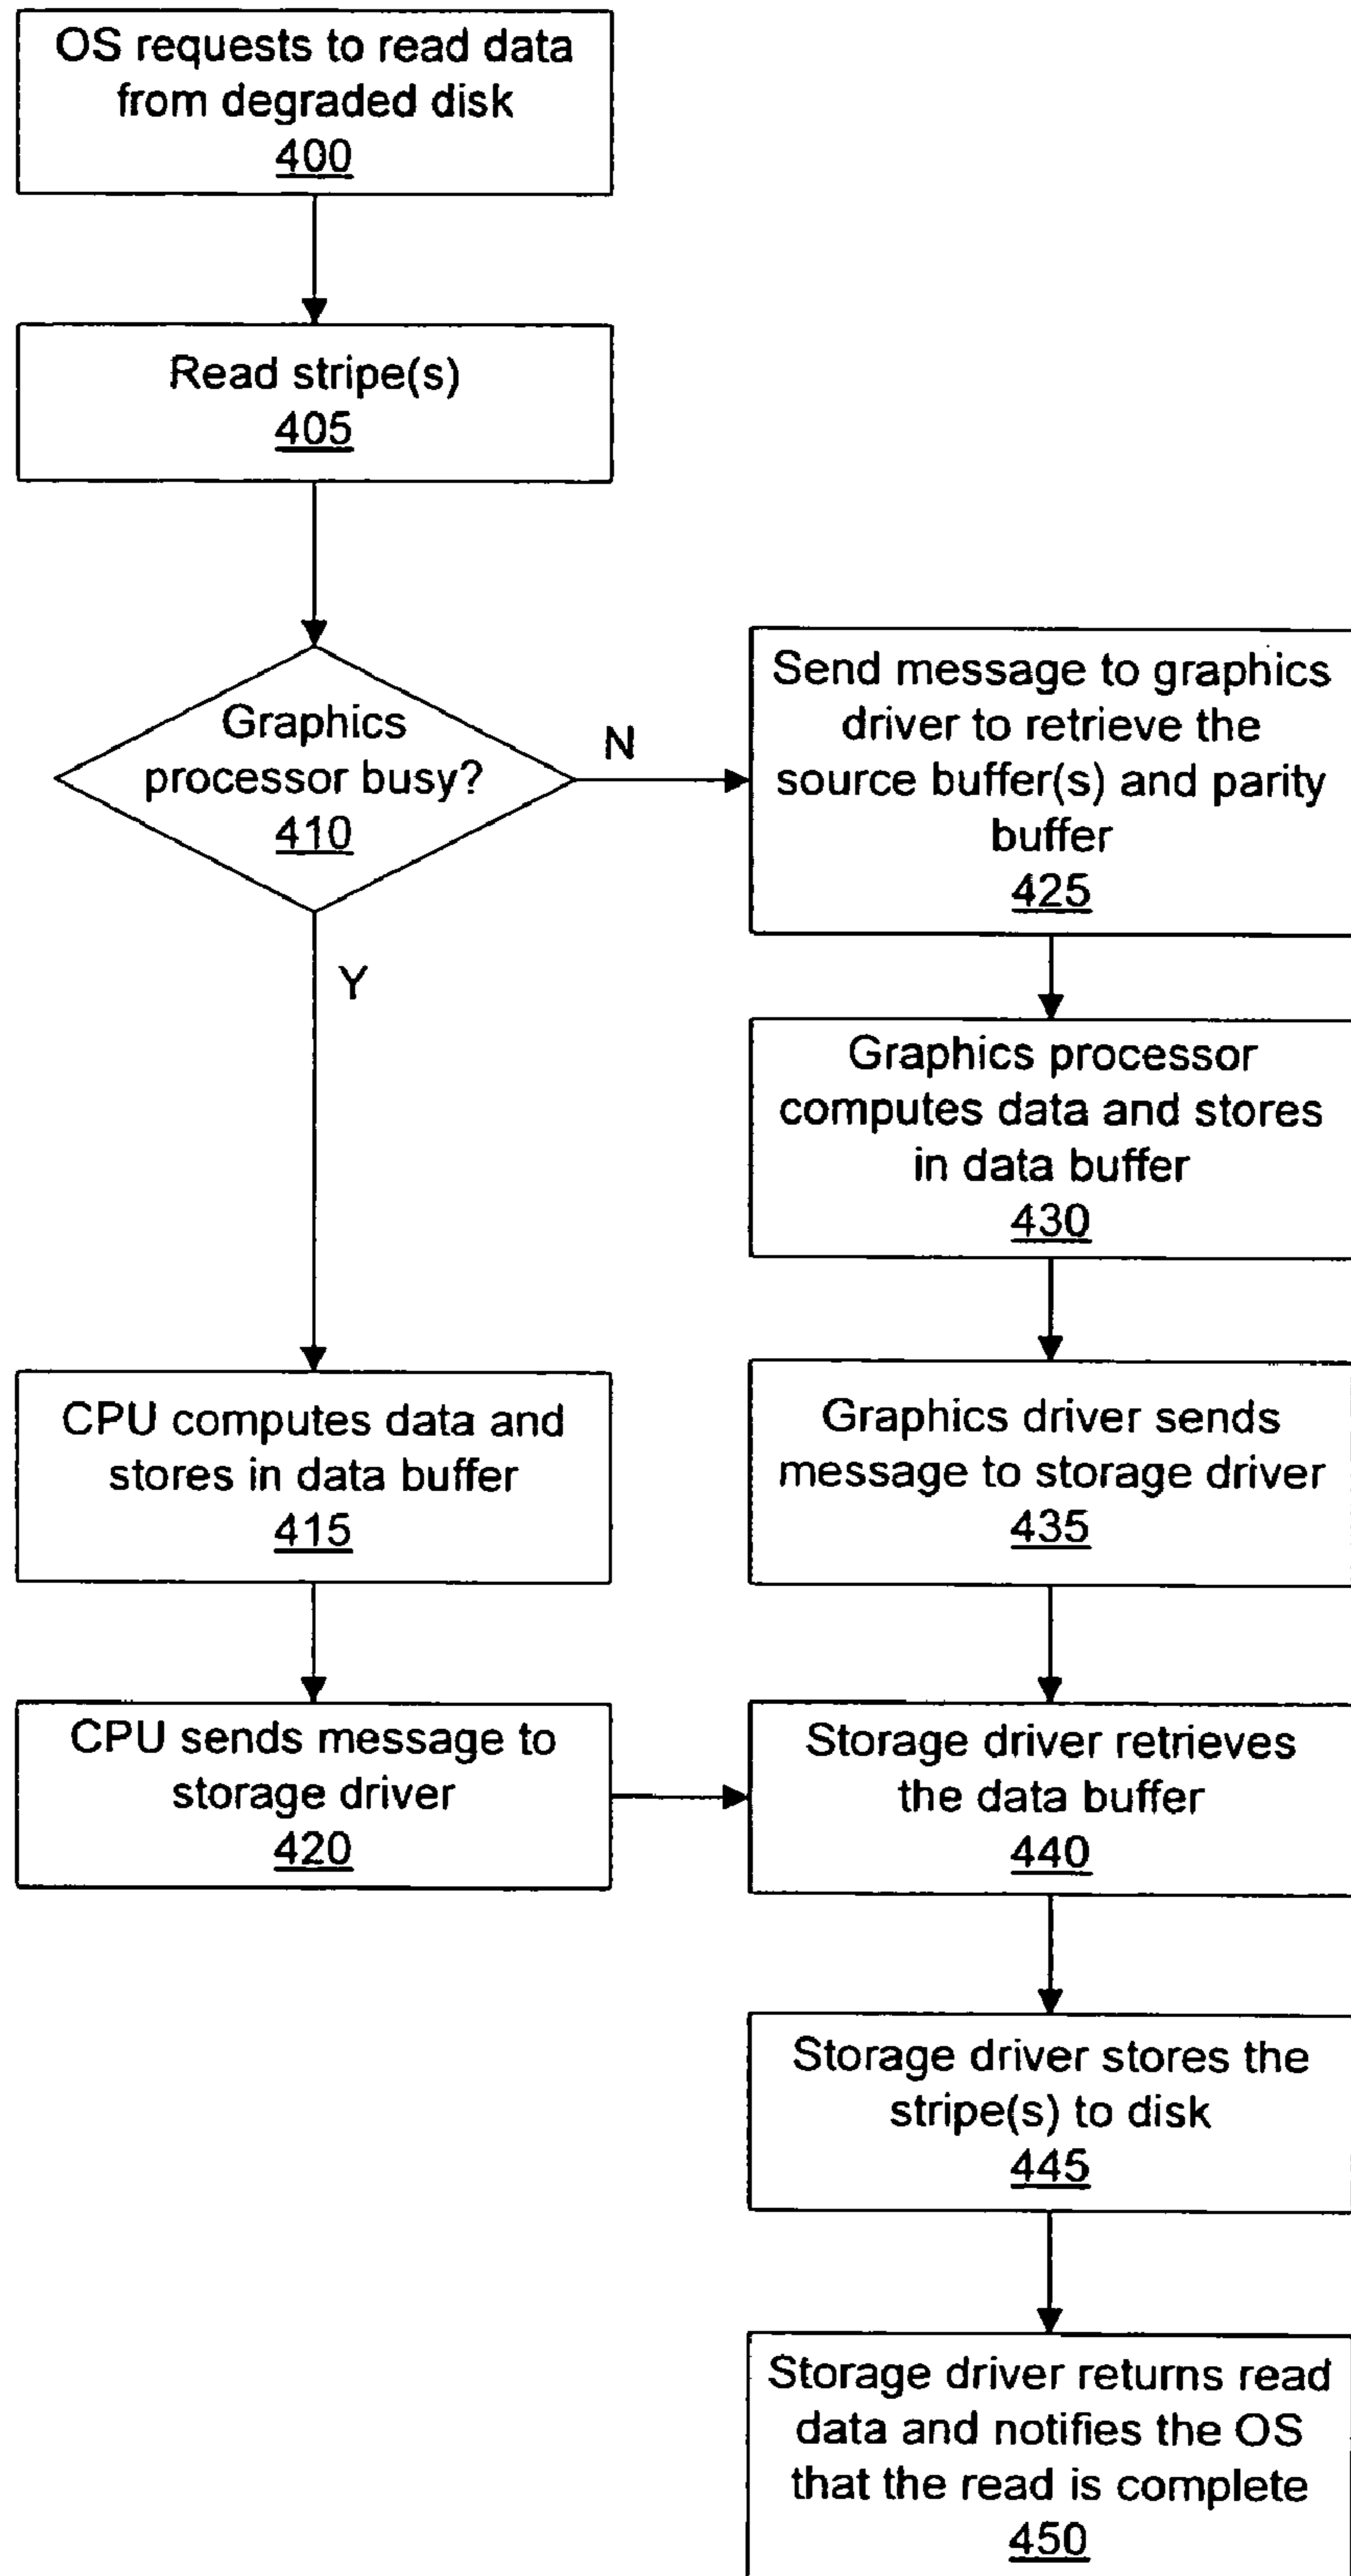 OS requests to read data
from degraded disk
400
Read stripe(s)
405
Graphics
processor busy?
410
N
Y
Send message to graphics
driver to retrieve the
source buffer(s) and parity
buffer
425
Graphics processor
computes data and stores
in data buffer
430
CPU computes data and
stores in data buffer
415
Graphics driver sends
message to storage driver
435
CPU sends message to
storage driver
420
Storage driver retrieves
the data buffer
440
Storage driver stores the
stripe(s) to disk
445
Storage driver returns read
data and notifies the OS
that the read is complete
450